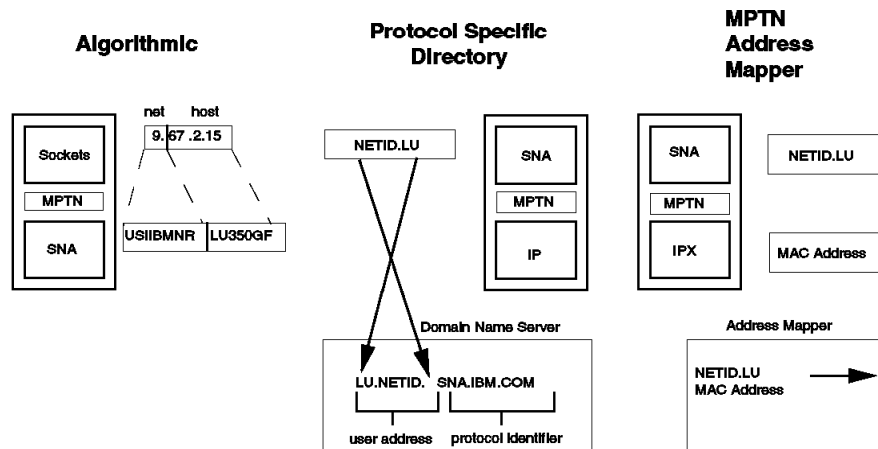 Algorithmic
net host
9. 67 .2.15
Sockets
MPTN
SNA
USIIBMNR LU350GF
Protocol Specific
Directory
NETID.LU
SNA
MPTN
IP
Domain Name Server
LU.NETID. SNA.IBM.COM
user address protocol identifier
MPTN
Address
Mapper
SNA
MPTN
IPX
NETID.LU
MAC Address
Address Mapper
NETID.LU
MAC Address